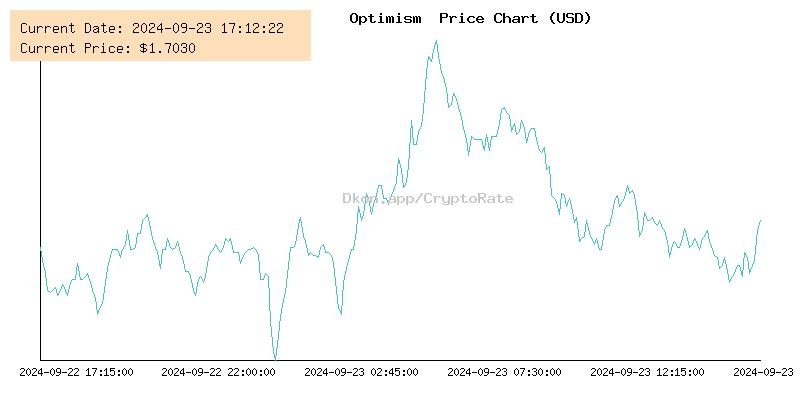 Optimism  Price Chart (USD)
Current Date: 2024-09-23 17:12:22
Current Price: $1.7030
Dkon.app/CryptoRate
2024-09-22 17:15:00 2024-09-22 22:00:00 2024-09-23 02:45:00 2024-09-23 07:30:00 2024-09-23 12:15:00 2024-09-23